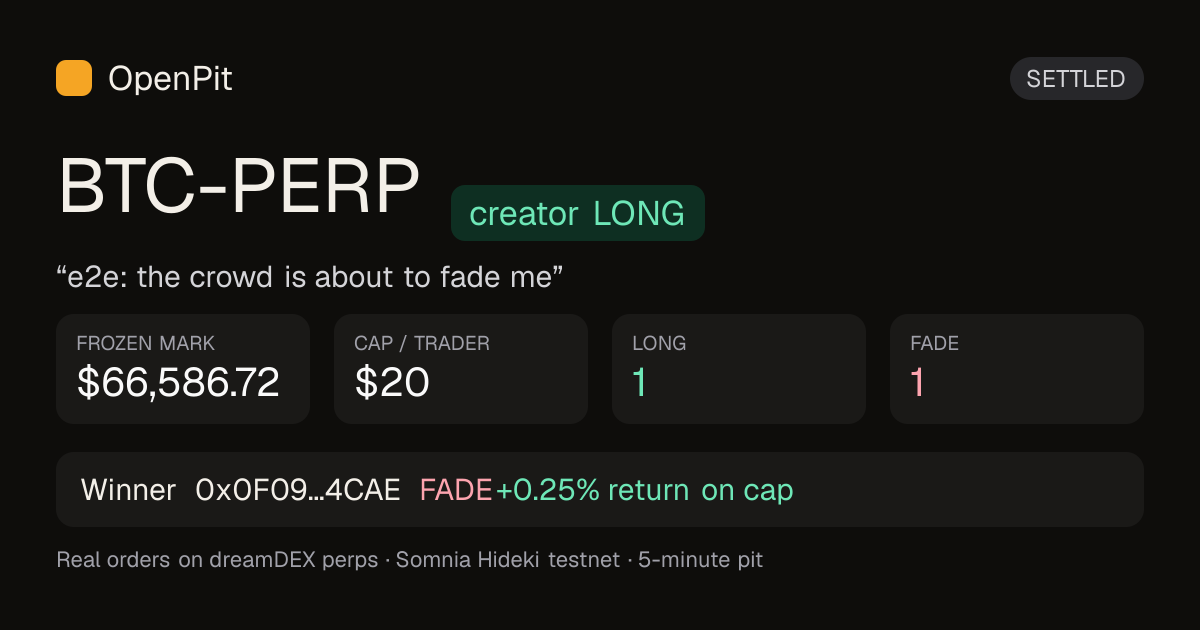 OpenPit
SETTLED
BTC-PERP
creator LONG
“e2e: the crowd is about to fade me”
FROZEN MARK
$66,586.72
CAP / TRADER
$20
LONG
1
FADE
1
Winner 0x0F09…4CAE FADE+0.25% return on cap
Real orders on dreamDEX perps · Somnia Hideki testnet · 5-minute pit